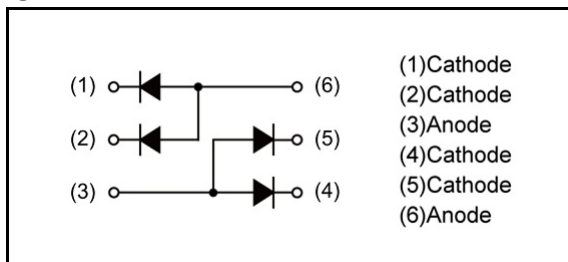 (1)
(6)
(2)
(5)
(3)
(4)
(1)Cathode
(2)Cathode
(3)Anode
(4)Cathode
(5)Cathode
(6)Anode